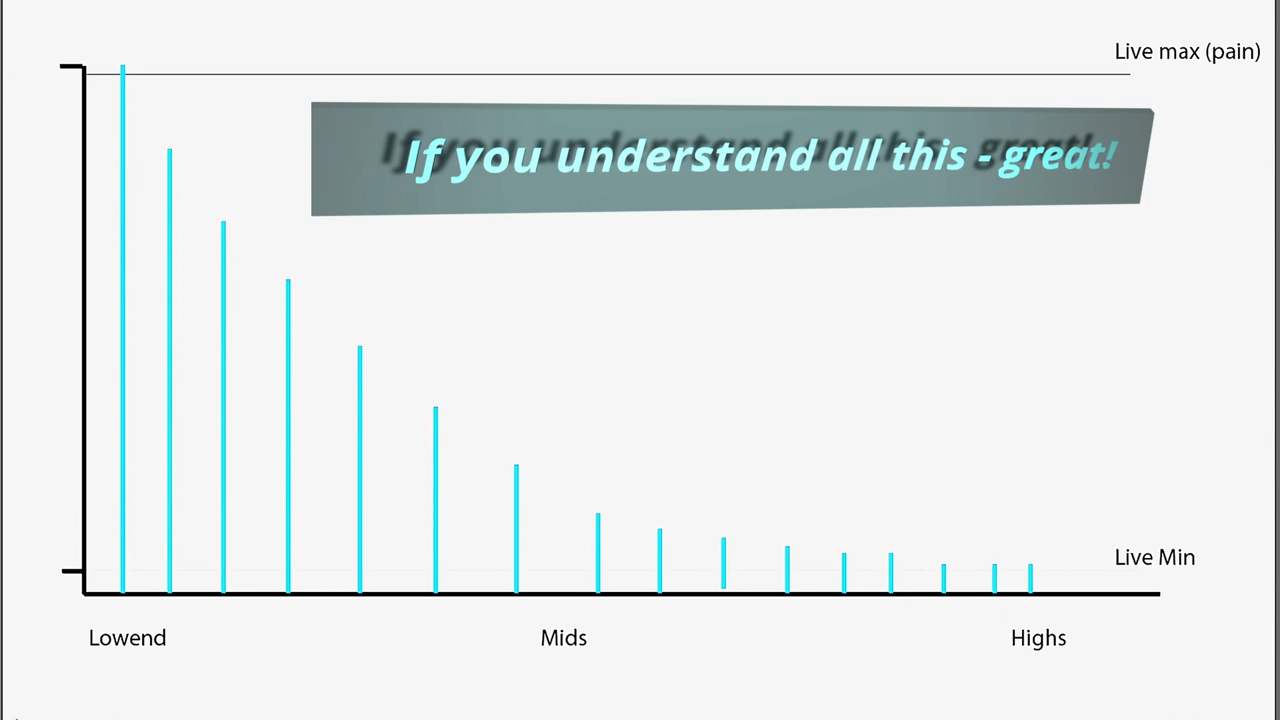 Live max (pain)
If you understand all this - great!
Live Min
Lowend Mids Highs